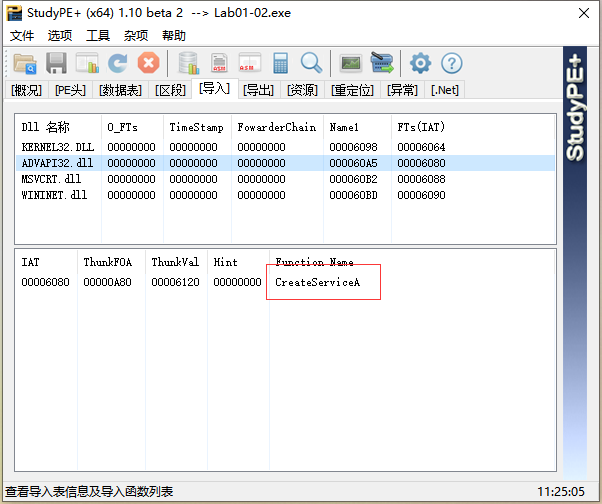 StudyPE+ (x64) 1.10 beta 2 --> Lab01-02.exe
文件 选项 工具 杂项 帮助
[概况] [PE头] [数据表] [区段] [导入] [导出] [资源] [重定位] [异常] [.Net]
Dll 名称 O_FTs TimeStamp FowarderChain Name1 FTs(IAT)
KERNEL32.DLL 00000000 00000000 00000000 00006098 00006064
ADVAPI32.dll 00000000 00000000 00000000 000060A5 00006080
MSVCRT.dll 00000000 00000000 00000000 000060B2 00006088
WININET.dll 00000000 00000000 00000000 000060BD 00006090
IAT ThunkFOA ThunkVal Hint Function Name
00006080 00000A80 00006120 00000000 CreateServiceA
StudyPE+
查看导入表信息及导入函数列表 11:25:05